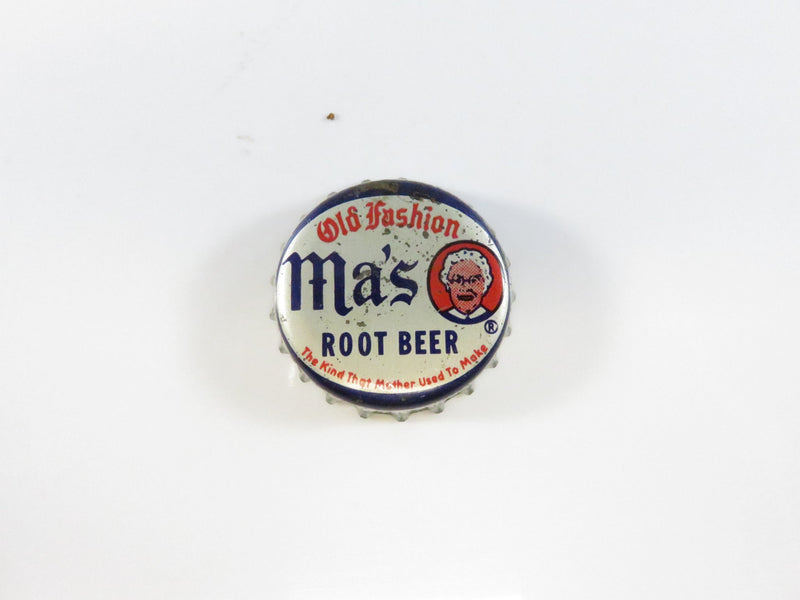 Old Fashion
Ma's
®
ROOT BEER
The Kind That Mother Used To Make